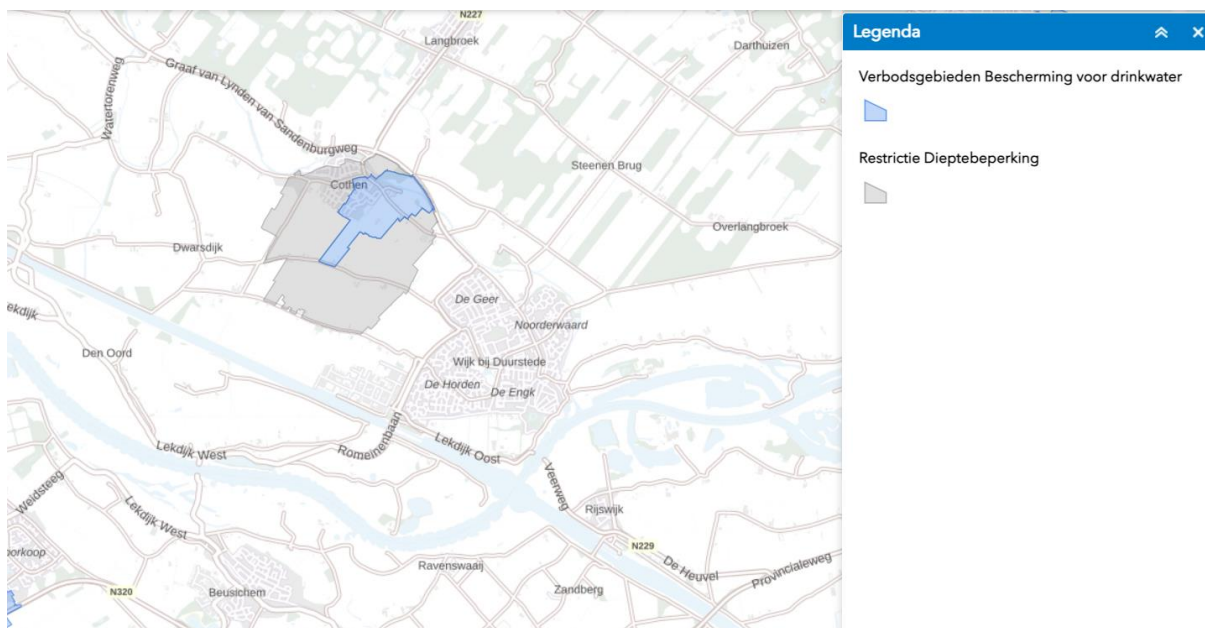 N227
Langbroek
Darthuizen
Watertorenweg
Graaf van Lynden van Sandenburgweg
Steenen Brug
Cothen
Overlangbroek
Dwarsdijk
De Geer
Noorderwaard
ekdijk
Den Oord
Wijk bij Duurstede
De Horden
De Engk
Romeinenbaan
Lekdijk Oost
Lekdijk West
Veerweg
Weidsteeg
Lekdijk West
Rijswijk
N229
De Heuvel
Provincialeweg
Ravenswaaij
Zandberg
N320
Beusichem
Legenda
Verbodsgebieden Bescherming voor drinkwater
Restrictie Dieptebeperking